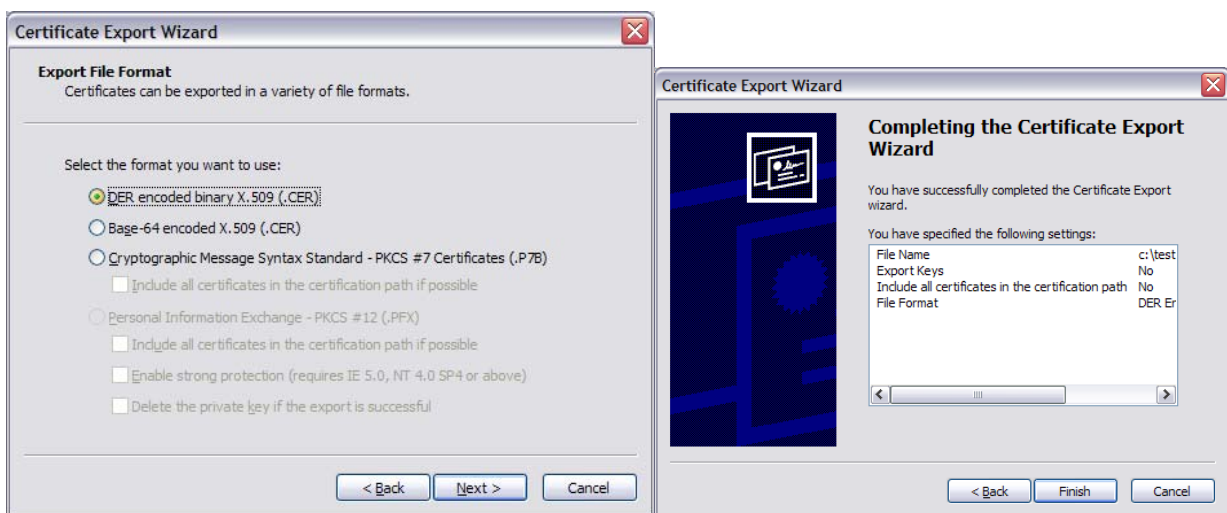 Certificate Export Wizard
Export File Format
Certificates can be exported in a variety of file formats.
Select the format you want to use:
DER encoded binary X.509 (.CER)
Base-64 encoded X.509 (.CER)
Cryptographic Message Syntax Standard - PKCS #7 Certificates (.P7B)
Include all certificates in the certification path if possible
Personal Information Exchange - PKCS #12 (.PFX)
Include all certificates in the certification path if possible
Enable strong protection (requires IE 5.0, NT 4.0 SP4 or above)
Delete the private key if the export is successful
< Back Next > Cancel
Certificate Export Wizard
Completing the Certificate Export
Wizard
You have successfully completed the Certificate Export
wizard.
You have specified the following settings:
File Name c:\test
Export Keys No
Include all certificates in the certification path No
File Format DER Er
< Back Finish Cancel